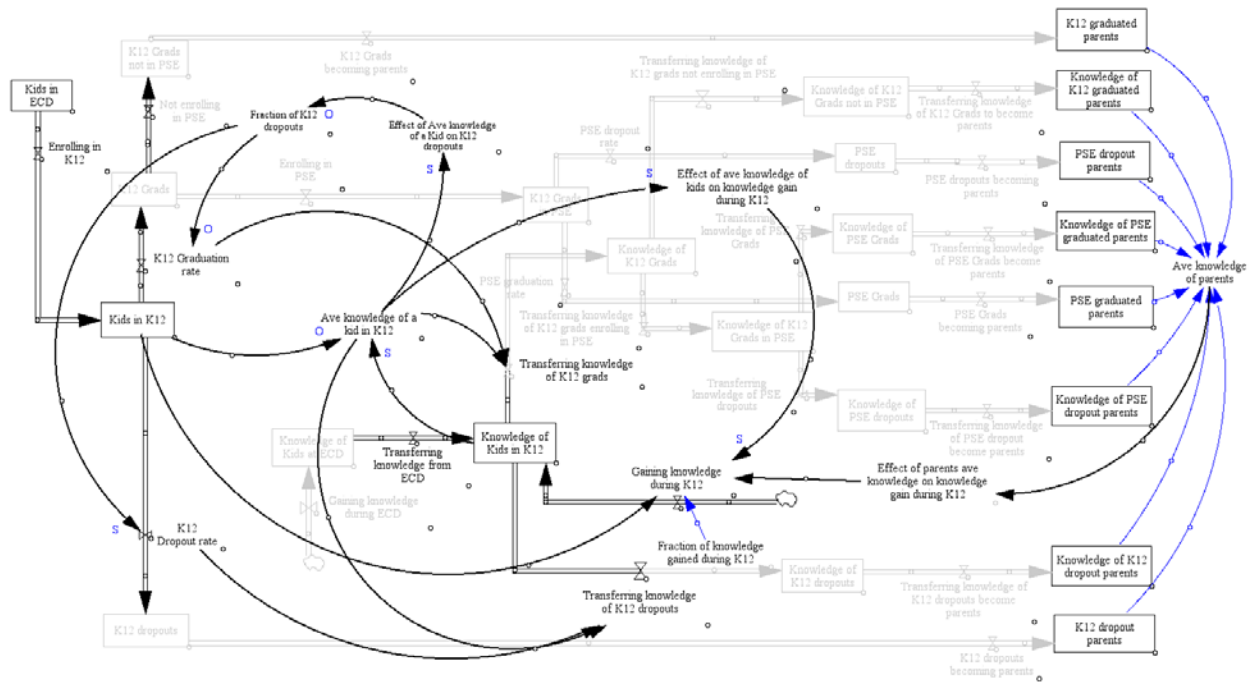 K12 graduated
parents
K12 Grads
not in PSE
K12 Grads
becoming parents
Transferring knowledge of
K12 grads not enrolling in PSE
Kids in
ECD
Knowledge of
K12 graduated
parents
Knowledge of K12
Grads not in PSE
Transferring knowledge
of K12 Grads to become
parents
Not enrolling
in PSE
Fraction of K12
dropouts
O
Effect of Ave knowledge
of a Kid on K12
dropouts
Enrolling in
K12
PSE dropout
rate
PSE
dropouts
PSE dropout
parents
PSE dropouts becoming
parents
S
S
Enrolling in
PSE
K12 Grads
Effect of ave knowledge of
kids on knowledge gain
during K12
K12 Grads
in PSE
Transferring
knowledge of PSE
Grads
Knowledge of
PSE Grads
Knowledge of PSE
graduated parents
O
Transferring knowledge
of PSE Grads become
parents
K12 Graduation
rate
Knowledge of
K12 Grads
Ave knowledge
of parents
PSE graduation
rate
PSE Grads
PSE graduated
parents
PSE Grads
becoming parents
Kids in K12
O
Ave knowledge of a
kid in K12
S
Transferring knowledge
of K12 grads enrolling
in PSE
Knowledge of K12
Grads in PSE
Transferring knowledge
of K12 grads
Transferring
knowledge of PSE
dropouts
Knowledge of
PSE dropouts
Knowledge of PSE
dropout parents
Transferring knowledge
of PSE dropout
become parents
Knowledge of
Kids at ECD
Transferring
knowledge from
ECD
Knowledge of
Kids in K12
S
Gaining knowledge
during K12
Effect of parents ave
knowledge on knowledge
gain during K12
Gaining knowledge
during ECD
S
K12
Dropout rate
Fraction of knowledge
gained during K12
Knowledge of
K12 dropouts
Knowledge of K12
dropout parents
Transferring knowledge of
K12 dropouts become
parents
Transferring knowledge
of K12 dropouts
K12 dropouts
K12 dropout
parents
K12 dropouts
becoming parents